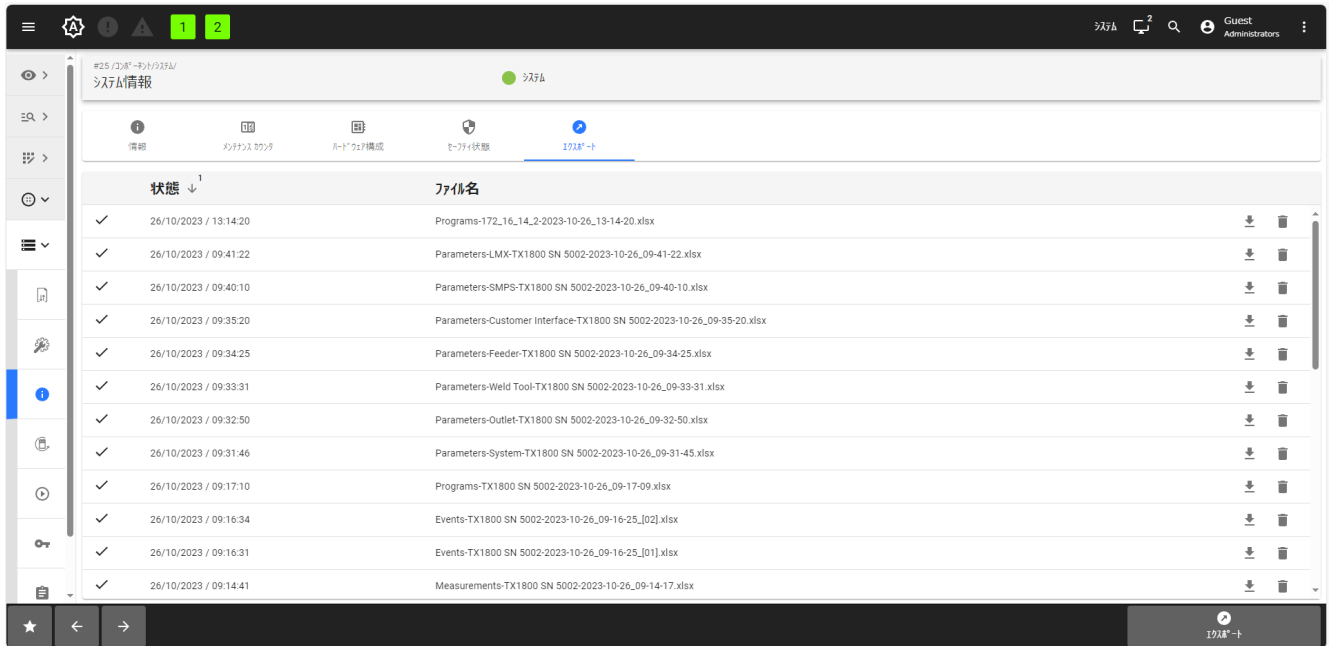 1 2 ｼｽﾃﾑ 2 Guest
Administrators
#25 /ｺﾝﾎﾟｰﾈﾝﾄ/ｼｽﾃﾑ/
ｼｽﾃﾑ情報 ｼｽﾃﾑ
情報 ﾒﾝﾃﾅﾝｽ ｶｳﾝﾀ ﾊｰﾄﾞｳｪｱ構成 ｾｰﾌﾃｨ状態 ｴｸｽﾎﾟｰﾄ
状態 1 ﾌｧｲﾙ名
26/10/2023 / 13:14:20 Programs-172_16_14_2-2023-10-26_13-14-20.xlsx
26/10/2023 / 09:41:22 Parameters-LMX-TX1800 SN 5002-2023-10-26_09-41-22.xlsx
26/10/2023 / 09:40:10 Parameters-SMPS-TX1800 SN 5002-2023-10-26_09-40-10.xlsx
26/10/2023 / 09:35:20 Parameters-Customer Interface-TX1800 SN 5002-2023-10-26_09-35-20.xlsx
26/10/2023 / 09:34:25 Parameters-Feeder-TX1800 SN 5002-2023-10-26_09-34-25.xlsx
26/10/2023 / 09:33:31 Parameters-Weld Tool-TX1800 SN 5002-2023-10-26_09-33-31.xlsx
26/10/2023 / 09:32:50 Parameters-Outlet-TX1800 SN 5002-2023-10-26_09-32-50.xlsx
26/10/2023 / 09:31:46 Parameters-System-TX1800 SN 5002-2023-10-26_09-31-45.xlsx
26/10/2023 / 09:17:10 Programs-TX1800 SN 5002-2023-10-26_09-17-09.xlsx
26/10/2023 / 09:16:34 Events-TX1800 SN 5002-2023-10-26_09-16-25_[02].xlsx
26/10/2023 / 09:16:31 Events-TX1800 SN 5002-2023-10-26_09-16-25_[01].xlsx
26/10/2023 / 09:14:41 Measurements-TX1800 SN 5002-2023-10-26_09-14-17.xlsx
ｴｸｽﾎﾟｰﾄ